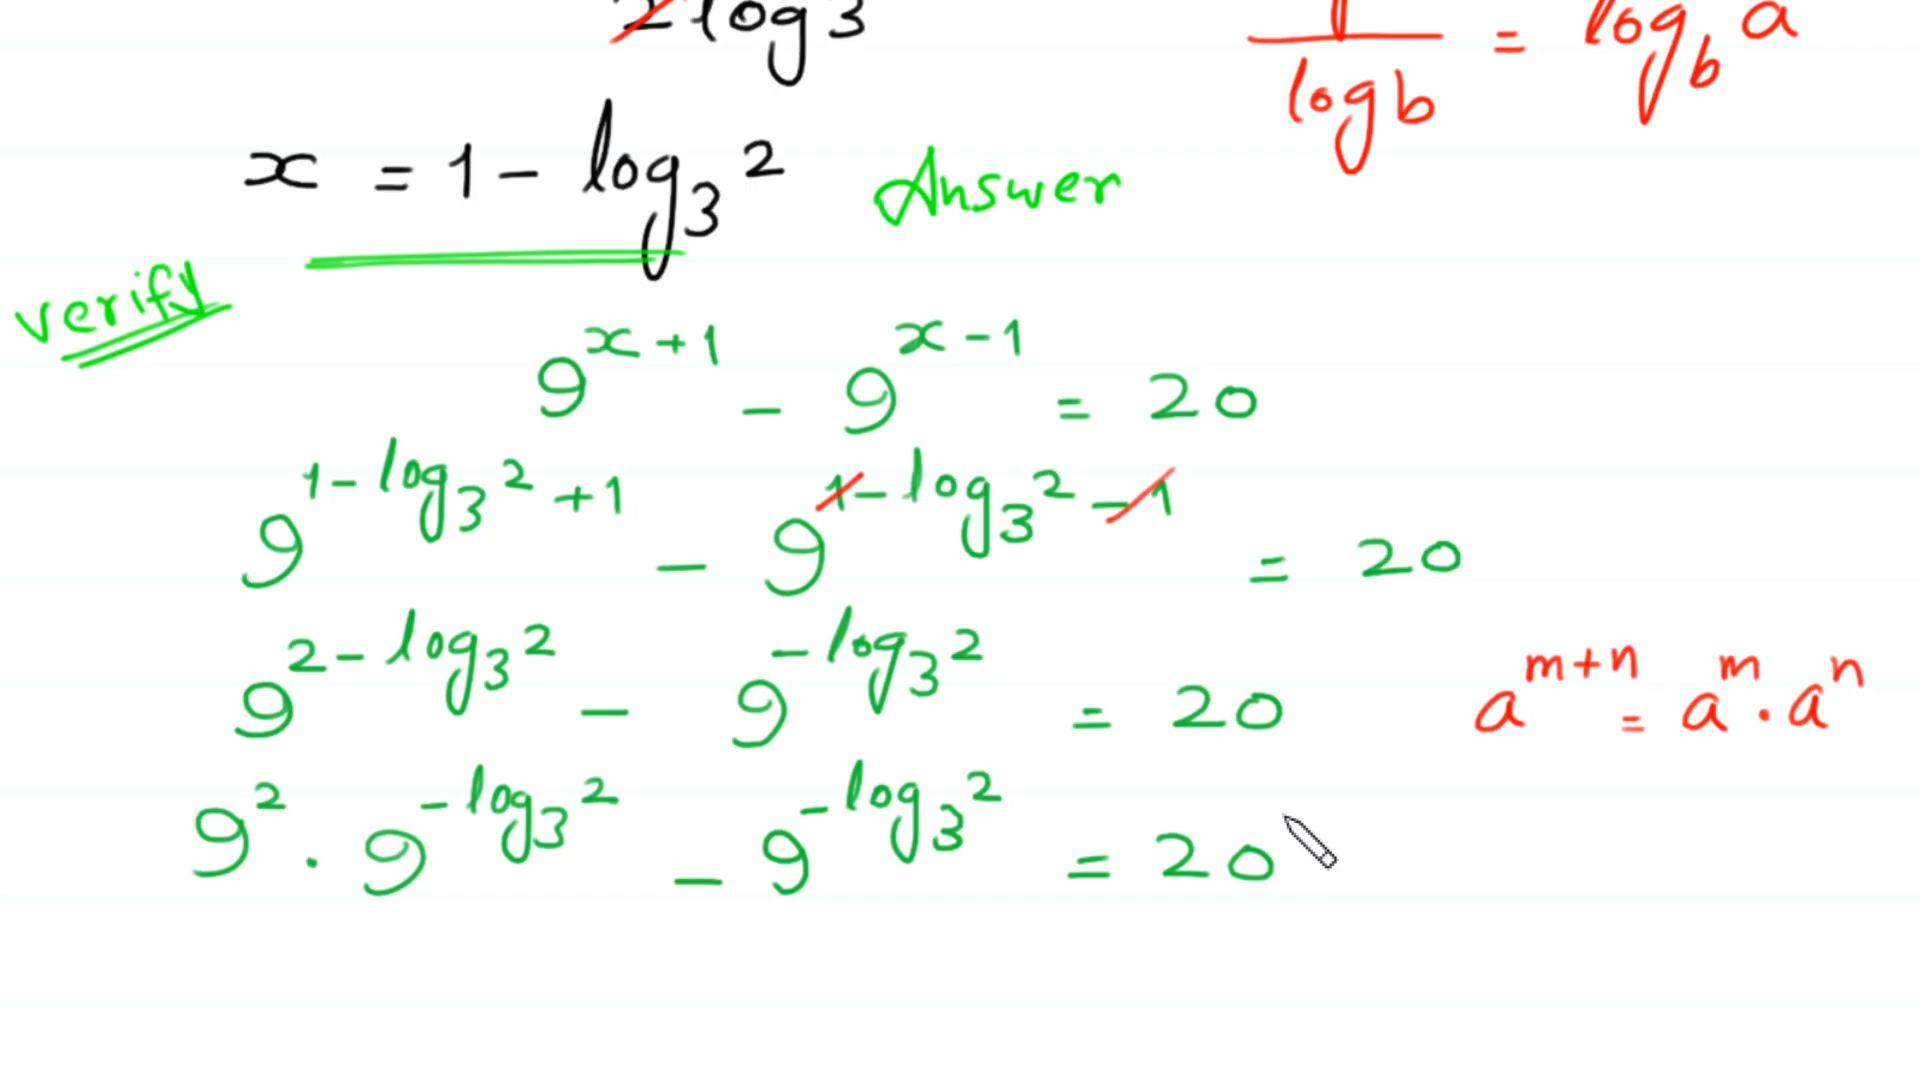 2 log 3
1 / log b = log_b a
x = 1 - log_3 2 Answer
verify
9^(x+1) - 9^(x-1) = 20
9^(1 - log_3 2 + 1) - 9^(1 - log_3 2 - 1) = 20
9^(2 - log_3 2) - 9^(- log_3 2) = 20
a^(m+n) = a^m · a^n
9^2 · 9^(- log_3 2) - 9^(- log_3 2) = 20